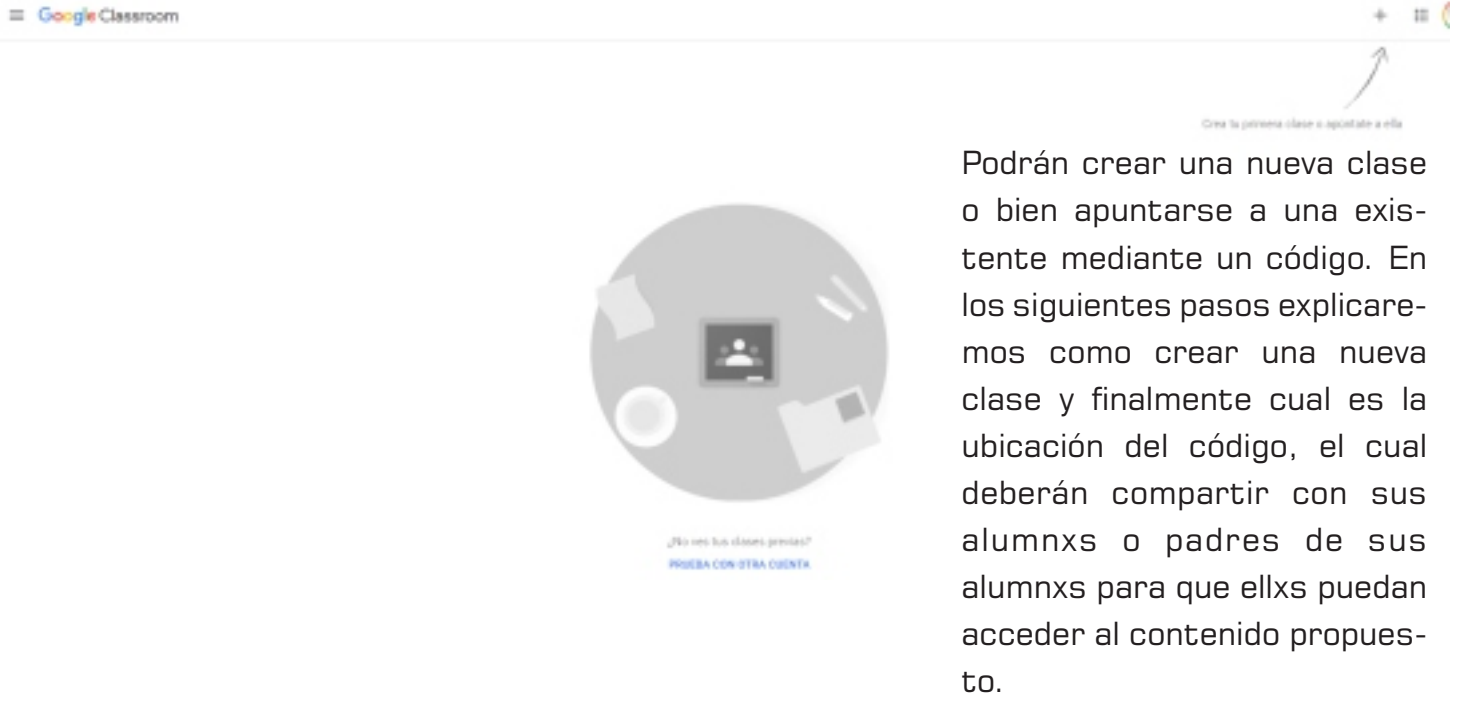 Google Classroom
Crea tu primera clase o apúntate a ella
Podrán crear una nueva clase
o bien apuntarse a una exis-
tente mediante un código. En
los siguientes pasos explicare-
mos como crear una nueva
clase y finalmente cual es la
ubicación del código, el cual
deberán compartir con sus
alumnxs o padres de sus
alumnxs para que ellxs puedan
acceder al contenido propues-
to.
¿No ves tus clases previas?
PRUEBA CON OTRA CUENTA